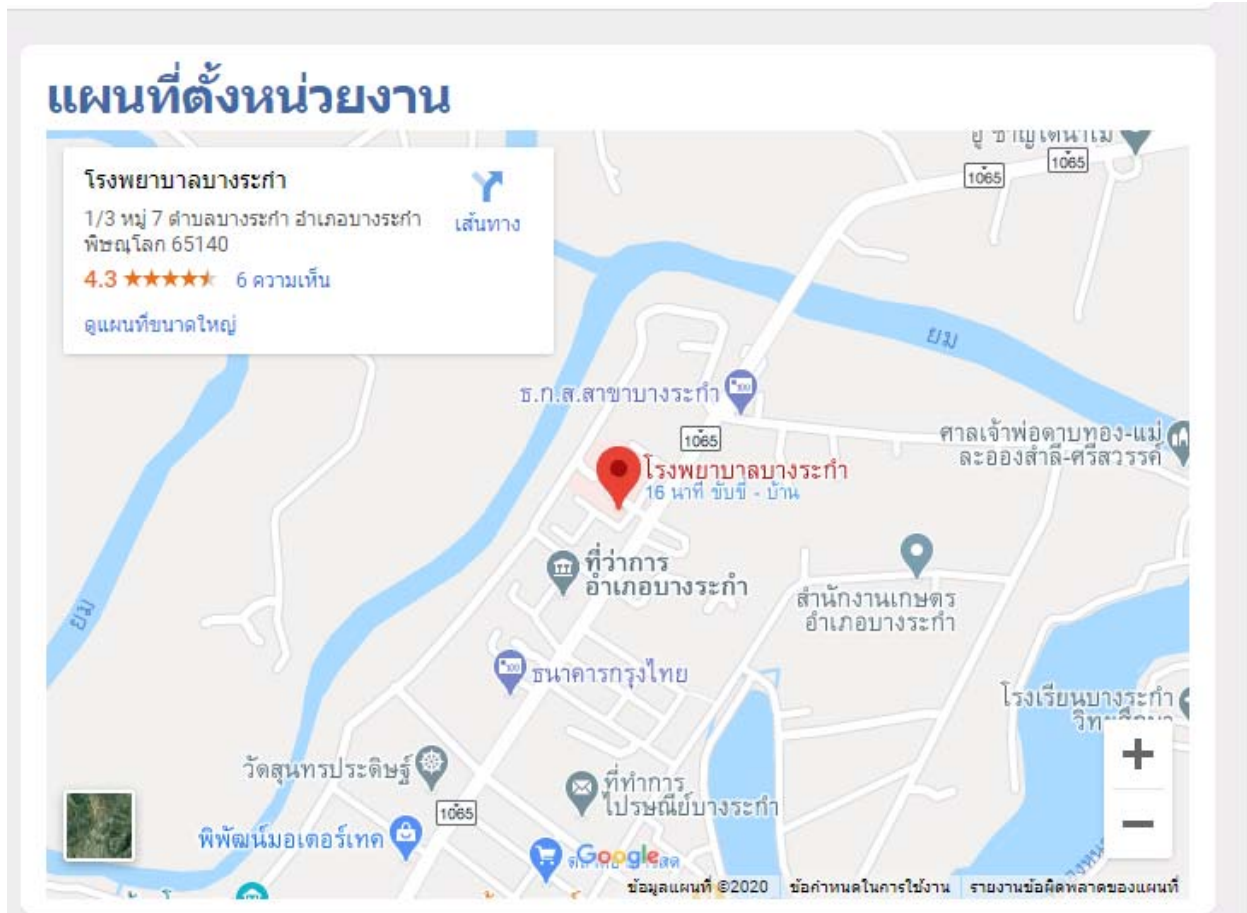 แผนที่ตั้งหน่วยงาน
โรงพยาบาลบางระกำ
1/3 หมู่ 7 ตำบลบางระกำ อำเภอบางระกำ
พิษณุโลก 65140
4.3
6 ความเห็น
ดูแผนที่ขนาดใหญ่
เส้นทาง
1065
1065
ยม
ธ.ก.ส.สาขาบางระกำ
1065
ศาลเจ้าพ่อดาบทอง-แม่
ละอองสำลี-ศรีสวรรค์
โรงพยาบาลบางระกำ
16 นาที ขับขี่ - บ้าน
ที่ว่าการ
อำเภอบางระกำ
สำนักงานเกษตร
อำเภอบางระกำ
ยม
ธนาคารกรุงไทย
โรงเรียนบางระกำ
วัดสุนทรประดิษฐ์
ที่ทำการ
ไปรษณีย์บางระกำ
1065
พิพัฒน์มอเตอร์เทค
Google
ข้อมูลแผนที่ ©2020
ข้อกำหนดในการใช้งาน
รายงานข้อผิดพลาดของแผนที่